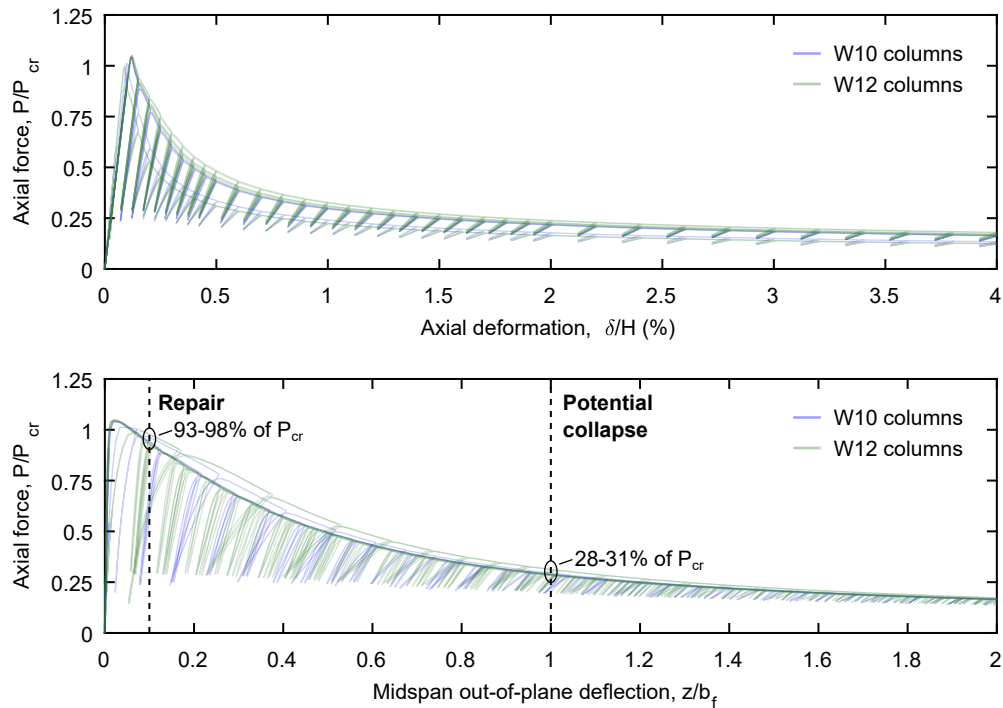 1.25
1
0.75
0.5
0.25
0
Axial force, P/P cr
W10 columns
W12 columns
0 0.5 1 1.5 2 2.5 3 3.5 4
Axial deformation, δ/H (%)
1.25
1
0.75
0.5
0.25
0
Axial force, P/P cr
Repair
93-98% of Pcr
Potential
collapse
28-31% of Pcr
W10 columns
W12 columns
0 0.2 0.4 0.6 0.8 1 1.2 1.4 1.6 1.8 2
Midspan out-of-plane deflection, z/bf